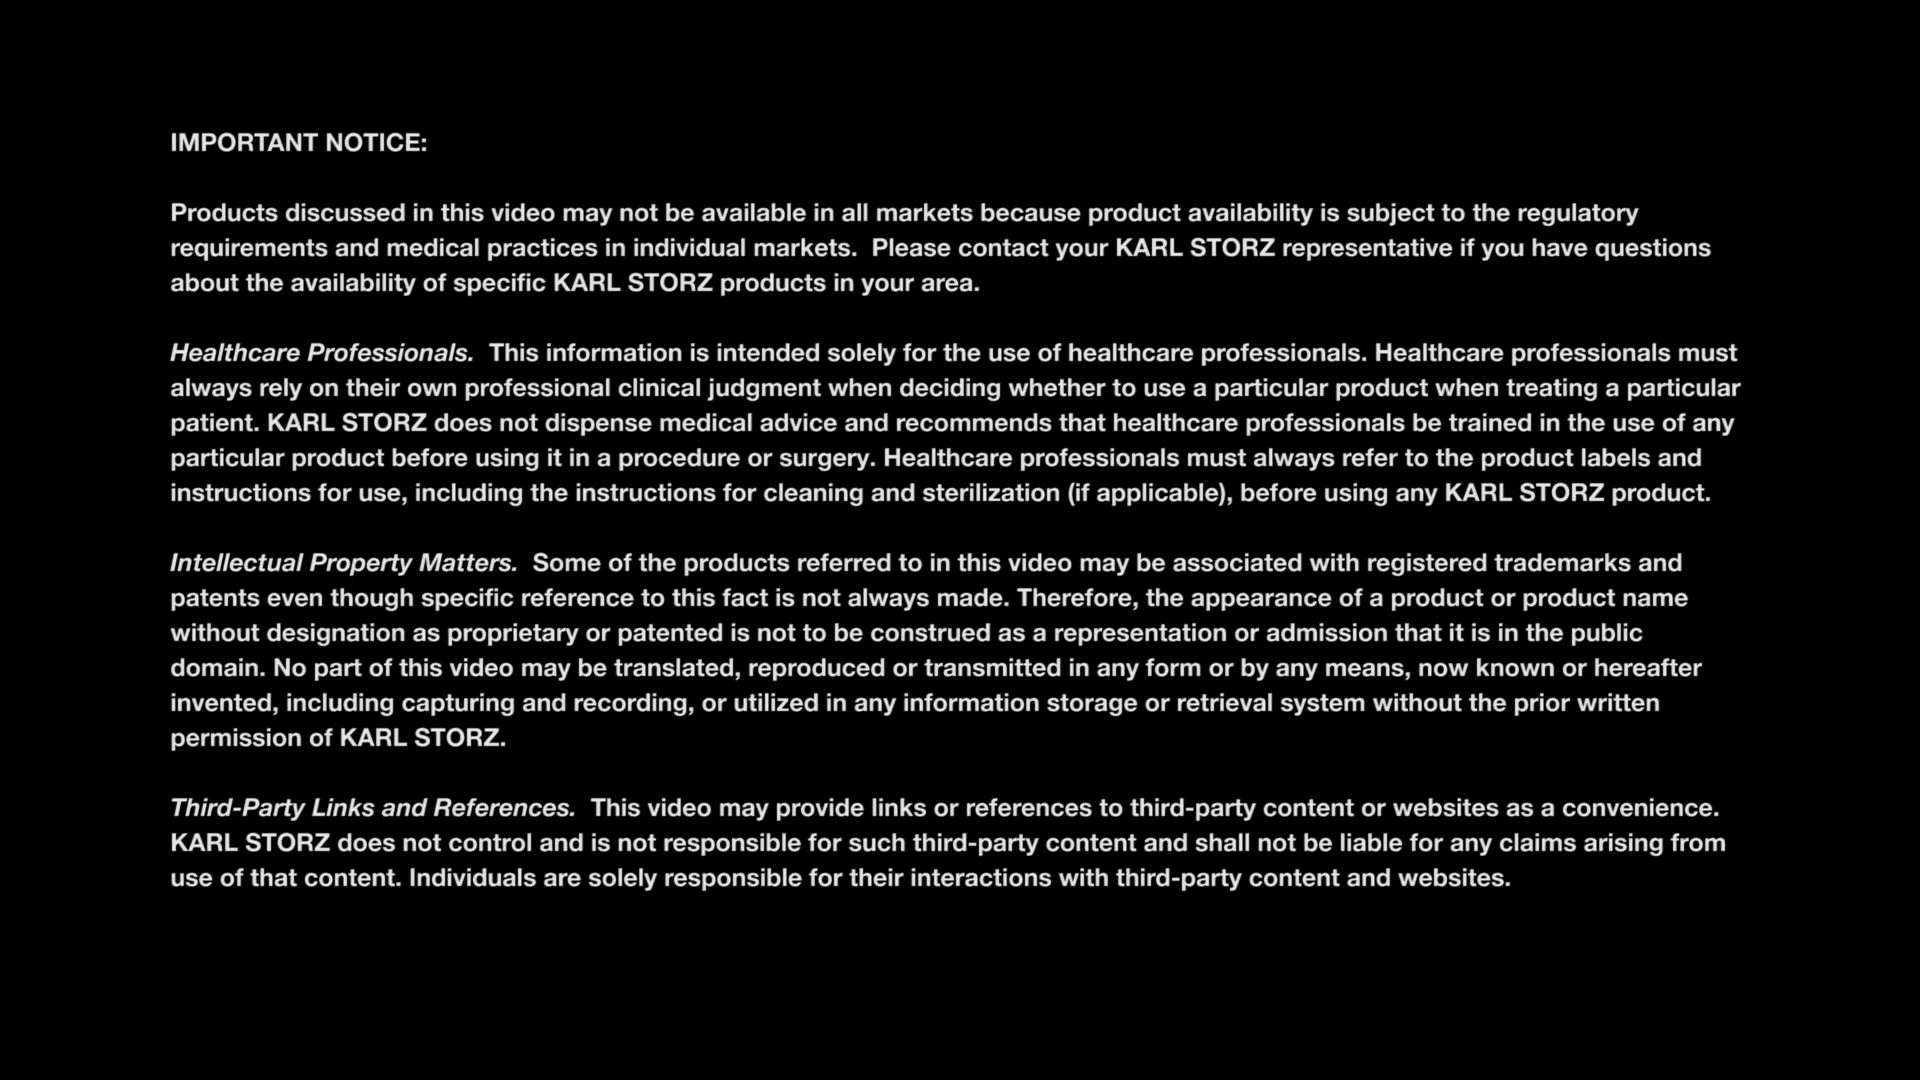 IMPORTANT NOTICE:
Products discussed in this video may not be available in all markets because product availability is subject to the regulatory
requirements and medical practices in individual markets.  Please contact your KARL STORZ representative if you have questions
about the availability of specific KARL STORZ products in your area.
Healthcare Professionals.  This information is intended solely for the use of healthcare professionals. Healthcare professionals must
always rely on their own professional clinical judgment when deciding whether to use a particular product when treating a particular
patient. KARL STORZ does not dispense medical advice and recommends that healthcare professionals be trained in the use of any
particular product before using it in a procedure or surgery. Healthcare professionals must always refer to the product labels and
instructions for use, including the instructions for cleaning and sterilization (if applicable), before using any KARL STORZ product.
Intellectual Property Matters.  Some of the products referred to in this video may be associated with registered trademarks and
patents even though specific reference to this fact is not always made. Therefore, the appearance of a product or product name
without designation as proprietary or patented is not to be construed as a representation or admission that it is in the public
domain. No part of this video may be translated, reproduced or transmitted in any form or by any means, now known or hereafter
invented, including capturing and recording, or utilized in any information storage or retrieval system without the prior written
permission of KARL STORZ.
Third-Party Links and References.  This video may provide links or references to third-party content or websites as a convenience.
KARL STORZ does not control and is not responsible for such third-party content and shall not be liable for any claims arising from
use of that content. Individuals are solely responsible for their interactions with third-party content and websites.